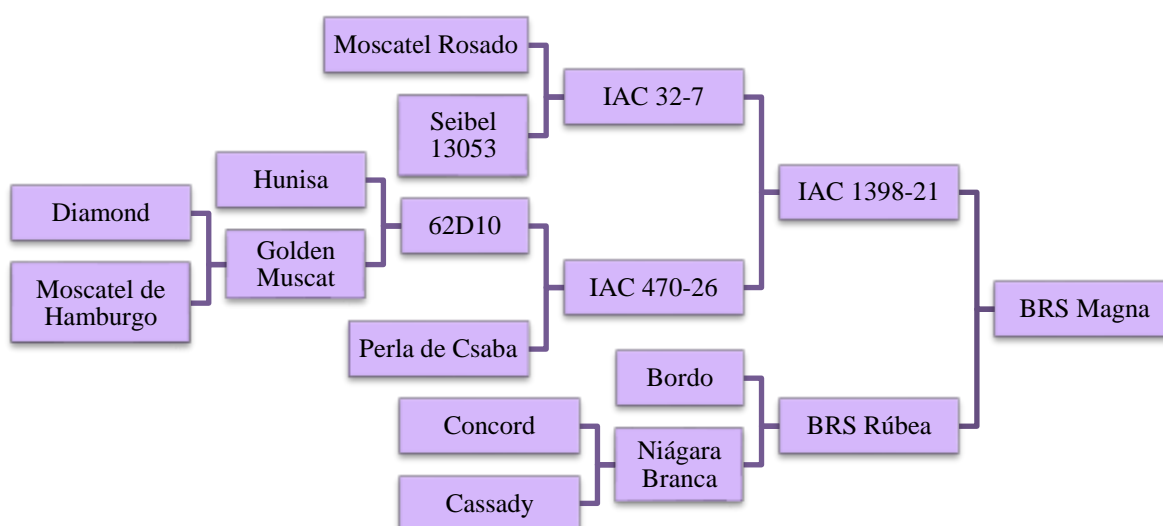 Moscatel Rosado
IAC 32-7
Seibel
13053
Hunisa
IAC 1398-21
Diamond
62D10
Golden
Muscat
Moscatel de
Hamburgo
IAC 470-26
BRS Magna
Perla de Csaba
Bordo
Concord
BRS Rúbea
Niágara
Branca
Cassady